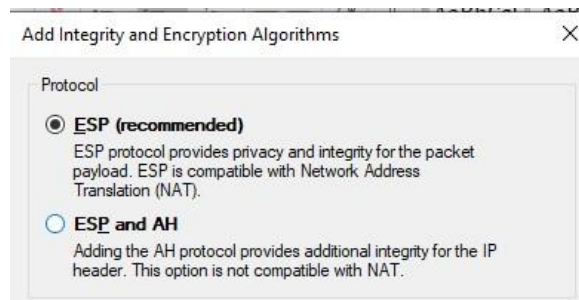 Add Integrity and Encryption Algorithms
Protocol
ESP (recommended)
ESP protocol provides privacy and integrity for the packet
payload. ESP is compatible with Network Address
Translation (NAT).
ESP and AH
Adding the AH protocol provides additional integrity for the IP
header. This option is not compatible with NAT.